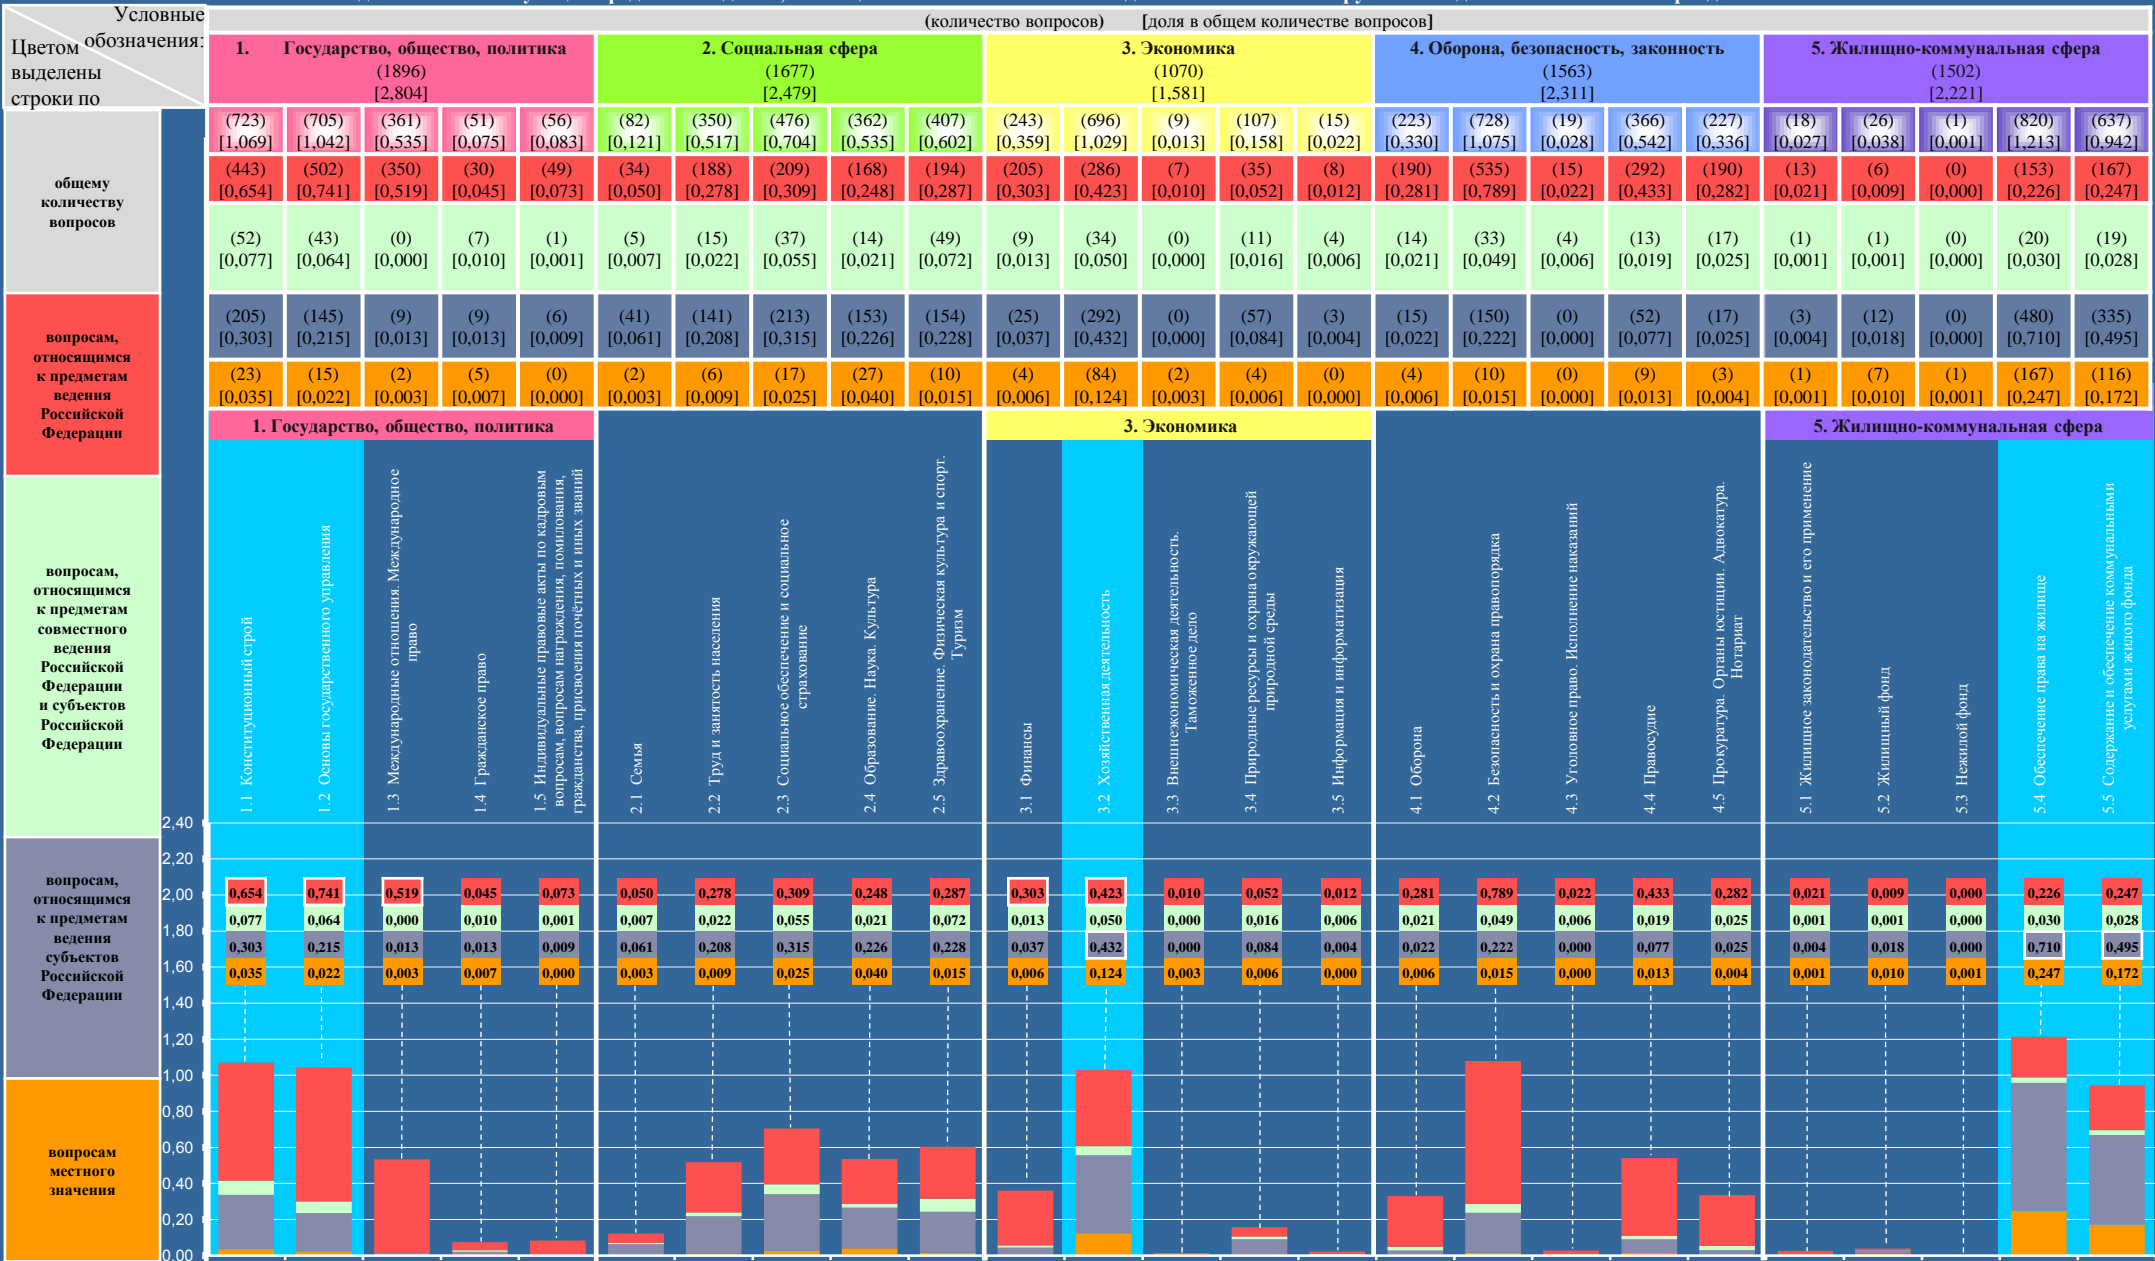 Условные
обозначения:
Цветом
выделены
строки по
(количество вопросов) [доля в общем количестве вопросов]
1. Государство, общество, политика
(1896)
[2,804]
2. Социальная сфера
(1677)
[2,479]
3. Экономика
(1070)
[1,581]
4. Оборона, безопасность, законность
(1563)
[2,311]
5. Жилищно-коммунальная сфера
(1502)
[2,221]
(723) (705) (361) (51) (56) (82) (350) (476) (362) (407) (243) (696) (9) (107) (15) (223) (728) (19) (366) (227) (18) (26) (1) (820) (637)
[1,069] [1,042] [0,535] [0,075] [0,083] [0,121] [0,517] [0,704] [0,535] [0,602] [0,359] [1,029] [0,013] [0,158] [0,022] [0,330] [1,075] [0,028] [0,542] [0,336] [0,027] [0,038] [0,001] [1,213] [0,942]
(443) (502) (350) (30) (49) (34) (188) (209) (168) (194) (205) (286) (7) (35) (8) (190) (535) (15) (292) (190) (13) (6) (0) (153) (167)
[0,654] [0,741] [0,519] [0,045] [0,073] [0,050] [0,278] [0,309] [0,248] [0,287] [0,303] [0,423] [0,010] [0,052] [0,012] [0,281] [0,789] [0,022] [0,433] [0,282] [0,021] [0,009] [0,000] [0,226] [0,247]
(52) (43) (0) (7) (1) (5) (15) (37) (14) (49) (9) (34) (0) (11) (4) (14) (33) (4) (13) (17) (1) (1) (0) (20) (19)
[0,077] [0,064] [0,000] [0,010] [0,001] [0,007] [0,022] [0,055] [0,021] [0,072] [0,013] [0,050] [0,000] [0,016] [0,006] [0,021] [0,049] [0,006] [0,019] [0,025] [0,001] [0,001] [0,000] [0,030] [0,028]
(205) (145) (9) (9) (6) (41) (141) (213) (153) (154) (25) (292) (0) (57) (3) (15) (150) (0) (52) (17) (3) (12) (0) (480) (335)
[0,303] [0,215] [0,013] [0,013] [0,009] [0,061] [0,208] [0,315] [0,226] [0,228] [0,037] [0,432] [0,000] [0,084] [0,004] [0,022] [0,222] [0,000] [0,077] [0,025] [0,004] [0,018] [0,000] [0,710] [0,495]
(23) (15) (2) (5) (0) (2) (6) (17) (27) (10) (4) (84) (2) (4) (0) (4) (10) (0) (9) (3) (1) (7) (1) (167) (116)
[0,035] [0,022] [0,003] [0,007] [0,000] [0,003] [0,009] [0,025] [0,040] [0,015] [0,006] [0,124] [0,003] [0,006] [0,000] [0,006] [0,015] [0,000] [0,013] [0,004] [0,001] [0,010] [0,001] [0,247] [0,172]
общему
количеству
вопросов
вопросам,
относящимся
к предметам
ведения
Российской
Федерации
вопросам,
относящимся
к предметам
совместного
ведения
Российской
Федерации
и субъектов
Российской
Федерации
вопросам,
относящимся
к предметам
ведения
субъектов
Российской
Федерации
вопросам
местного
значения
1. Государство, общество, политика
3. Экономика
5. Жилищно-коммунальная сфера
1.1 Конституционный строй
1.2 Основы государственного управления
1.3 Международные отношения. Международное
право
1.4 Гражданское право
1.5 Индивидуальные правовые акты по кадровым
вопросам, вопросам награждения, помилования,
гражданства, присвоения почётных и иных званий
2.1 Семья
2.2 Труд и занятость населения
2.3 Социальное обеспечение и социальное
страхование
2.4 Образование. Наука. Культура
2.5 Здравоохранение. Физическая культура и спорт.
Туризм
3.1 Финансы
3.2 Хозяйственная деятельность
3.3 Внешнеэкономическая деятельность.
Таможенное дело
3.4 Природные ресурсы и охрана окружающей
природной среды
3.5 Информация и информатизация
4.1 Оборона
4.2 Безопасность и охрана правопорядка
4.3 Уголовное право. Исполнение наказаний
4.4 Правосудие
4.5 Прокуратура. Органы юстиции. Адвокатура.
Нотариат
5.1 Жилищное законодательство и его применение
5.2 Жилищный фонд
5.3 Нежилой фонд
5.4 Обеспечение права на жилище
5.5 Содержание и обеспечение коммунальными
услугами жилого фонда
2,40
2,20
2,00
1,80
1,60
1,40
1,20
1,00
0,80
0,60
0,40
0,20
0,00
0,654 0,741 0,519 0,045 0,073 0,050 0,278 0,309 0,248 0,287 0,303 0,423 0,010 0,052 0,012 0,281 0,789 0,022 0,433 0,282 0,021 0,009 0,000 0,226 0,247
0,077 0,064 0,000 0,010 0,001 0,007 0,022 0,055 0,021 0,072 0,013 0,050 0,000 0,016 0,006 0,021 0,049 0,006 0,019 0,025 0,001 0,001 0,000 0,030 0,028
0,303 0,215 0,013 0,013 0,009 0,061 0,208 0,315 0,226 0,228 0,037 0,432 0,000 0,084 0,004 0,022 0,222 0,000 0,077 0,025 0,004 0,018 0,000 0,710 0,495
0,035 0,022 0,003 0,007 0,000 0,003 0,009 0,025 0,040 0,015 0,006 0,124 0,003 0,006 0,000 0,006 0,015 0,000 0,013 0,004 0,001 0,010 0,001 0,247 0,172